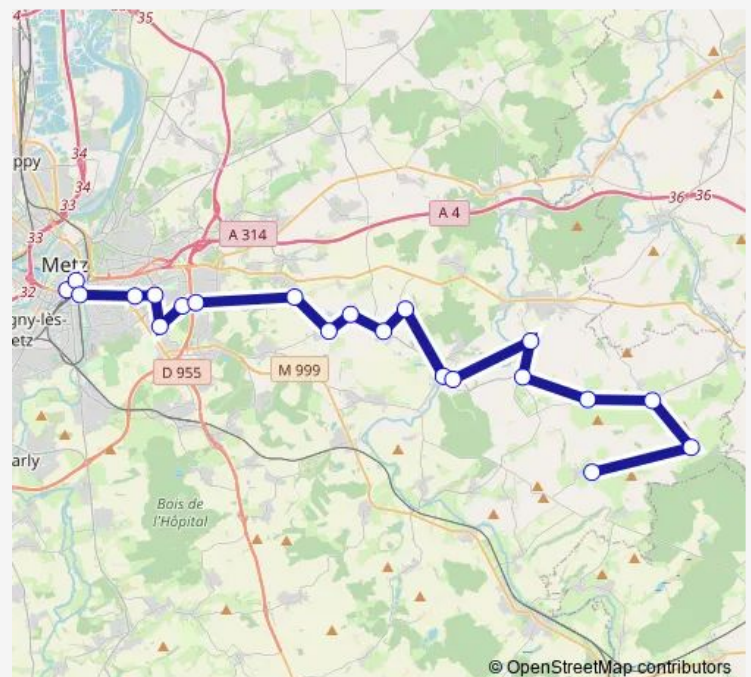 35
34
34
ppy
36
36
33
A 4
A 314
33
Metz
32
gny-lès-
etz
M 999
D 955
arly
Bois de
l'Hôpital
© OpenStreetMap contributors